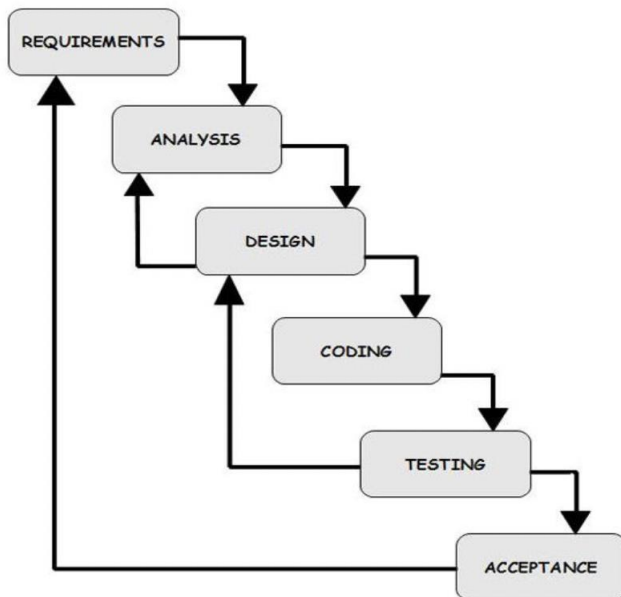 REQUIREMENTS
ANALYSIS
DESIGN
CODING
TESTING
ACCEPTANCE